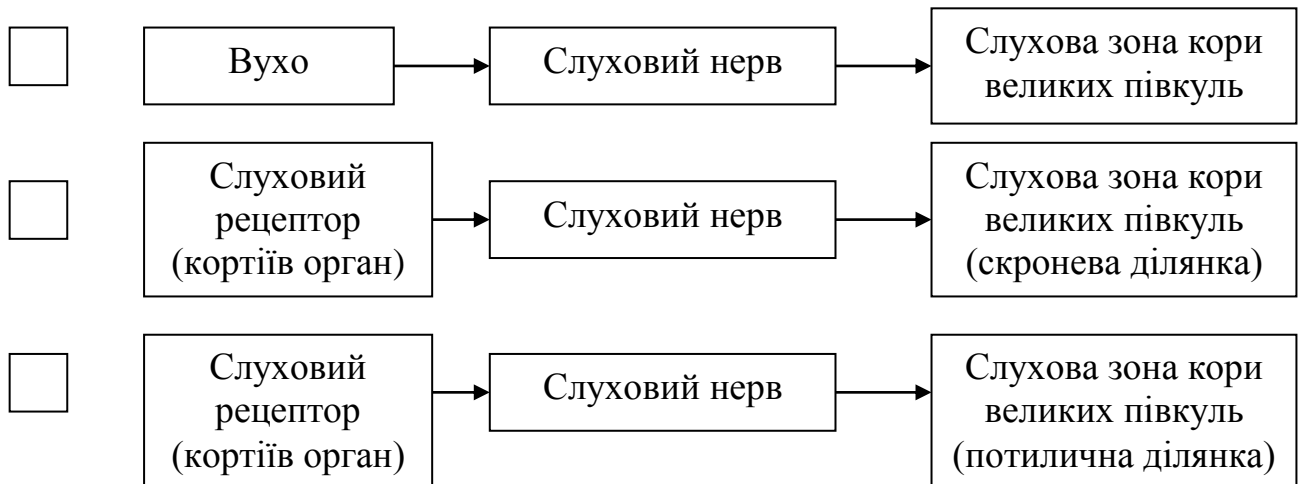 Вухо
Слуховий нерв
Слухова зона кори
великих півкуль
Слуховий
рецептор
(кортіїв орган)
Слуховий нерв
Слухова зона кори
великих півкуль
(скронева ділянка)
Слуховий
рецептор
(кортіїв орган)
Слуховий нерв
Слухова зона кори
великих півкуль
(потилична ділянка)